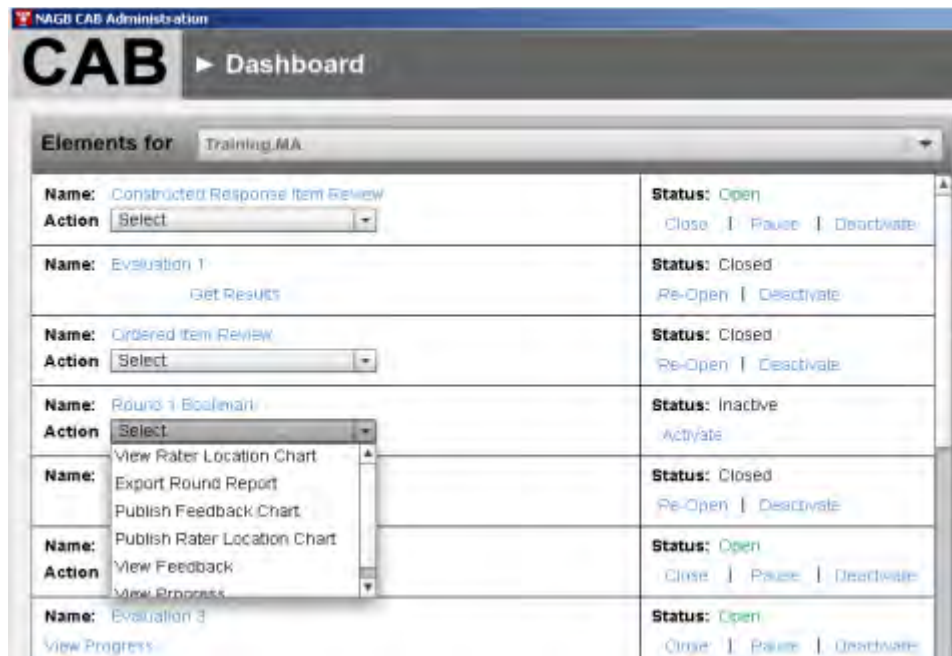 NAGB CAB Administration
CAB ► Dashboard
Elements for Training.MA
Name: Constructed Response Item Review
Status: Open
Action Select
Close | Pause | Deactivate
Name: Evaluation 1
Status: Closed
Get Results
Re-Open | Deactivate
Name: Ordered Item Review
Status: Closed
Action Select
Re-Open | Deactivate
Name: Round 1 Bookmark
Status: Inactive
Action Select
Activate
View Rater Location Chart
Export Round Report
Publish Feedback Chart
Publish Rater Location Chart
View Feedback
View Progress
Name:
Status: Closed
Re-Open | Deactivate
Name:
Status: Open
Action
Close | Pause | Deactivate
Name: Evaluation 3
Status: Open
View Progress
Close | Pause | Deactivate